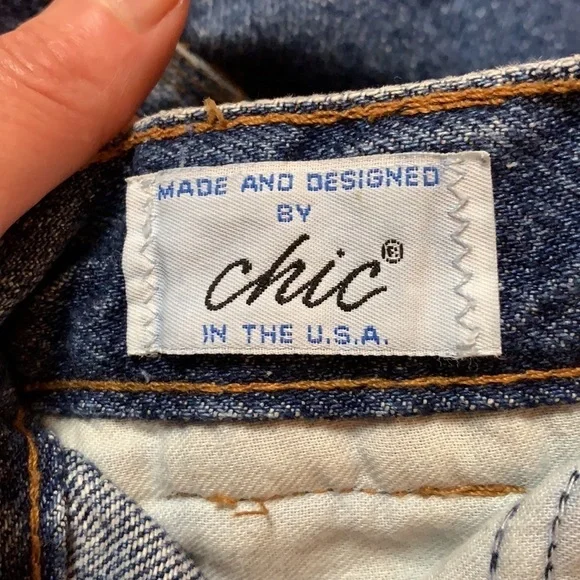 MADE AND DESIGNED
BY
chic®
IN THE U.S.A.